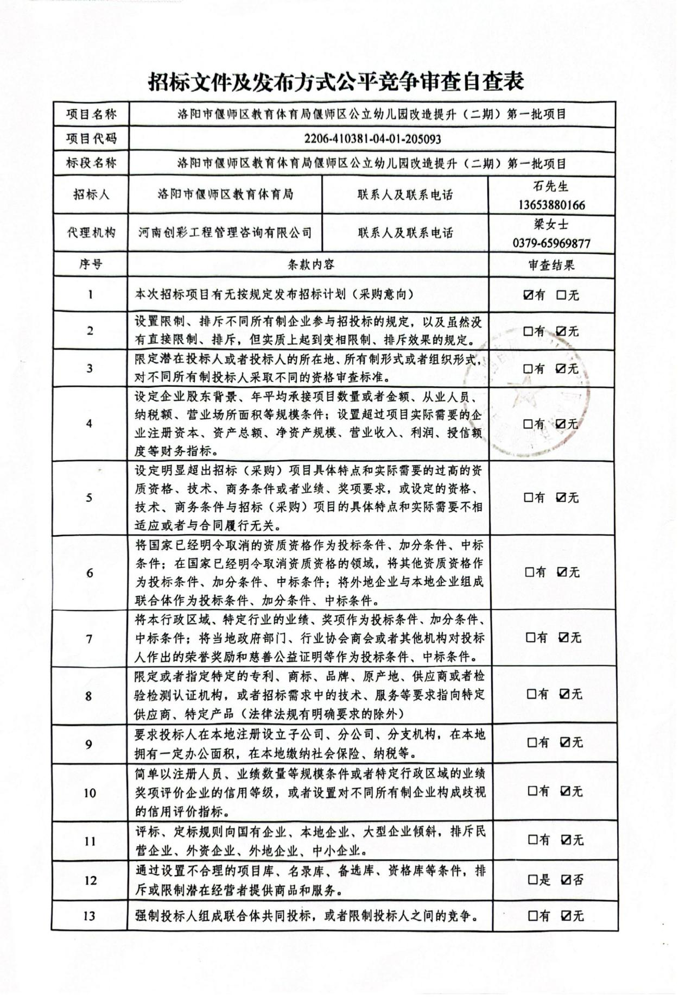 招标文件及发布方式公平竞争审查自查表
项目名称 洛阳市偃师区教育体育局偃师区公立幼儿园改造提升（二期）第一批项目
项目代码 2206-410381-04-01-205093
标段名称 洛阳市偃师区教育体育局偃师区公立幼儿园改造提升（二期）第一批项目
招标人 洛阳市偃师区教育体育局 联系人及联系电话 石先生
13653880166
代理机构 河南创彩工程管理咨询有限公司 联系人及联系电话 梁女士
0379-65969877
序号 条款内容 审查结果
1 本次招标项目有无按规定发布招标计划（采购意向） ☑有 □无
2 设置限制、排斥不同所有制企业参与招投标的规定，以及虽然没
有直接限制、排斥，但实质上起到变相限制、排斥效果的规定。 □有 ☑无
3 限定潜在投标人或者投标人的所在地、所有制形式或者组织形式，
对不同所有制投标人采取不同的资格审查标准。 □有 ☑无
4 设定企业股东背景、年平均承接项目数量或者金额、从业人员、
纳税额、营业场所面积等规模条件；设置超过项目实际需要的企
业注册资本、资产总额、净资产规模、营业收入、利润、授信额
度等财务指标。 □有 ☑无
5 设定明显超出招标（采购）项目具体特点和实际需要的过高的资
质资格、技术、商务条件或者业绩、奖项要求，或设定的资格、
技术、商务条件与招标（采购）项目的具体特点和实际需要不相
适应或者与合同履行无关。 □有 ☑无
6 将国家已经明令取消的资质资格作为投标条件、加分条件、中标
条件；在国家已经明令取消资质资格的领域，将其他资质资格作
为投标条件、加分条件、中标条件；将外地企业与本地企业组成
联合体作为投标条件、加分条件、中标条件。 □有 ☑无
7 将本行政区域、特定行业的业绩、奖项作为投标条件、加分条件、
中标条件；将当地政府部门、行业协会商会或者其他机构对投标
人作出的荣誉奖励和慈善公益证明等作为投标条件、中标条件。 □有 ☑无
8 限定或者指定特定的专利、商标、品牌、原产地、供应商或者检
验检测认证机构，或者招标需求中的技术、服务等要求指向特定
供应商、特定产品（法律法规有明确要求的除外） □有 ☑无
9 要求投标人在本地注册设立子公司、分公司、分支机构，在本地
拥有一定办公面积，在本地缴纳社会保险、纳税等。 □有 ☑无
10 简单以注册人员、业绩数量等规模条件或者特定行政区域的业绩
奖项评价企业的信用等级，或者设置对不同所有制企业构成歧视
的信用评价指标。 □有 ☑无
11 评标、定标规则向国有企业、本地企业、大型企业倾斜，排斥民
营企业、外资企业、外地企业、中小企业。 □有 ☑无
12 通过设置不合理的项目库、名录库、备选库、资格库等条件，排
斥或限制潜在经营者提供商品和服务。 □是 ☑否
13 强制投标人组成联合体共同投标，或者限制投标人之间的竞争。 □有 ☑无